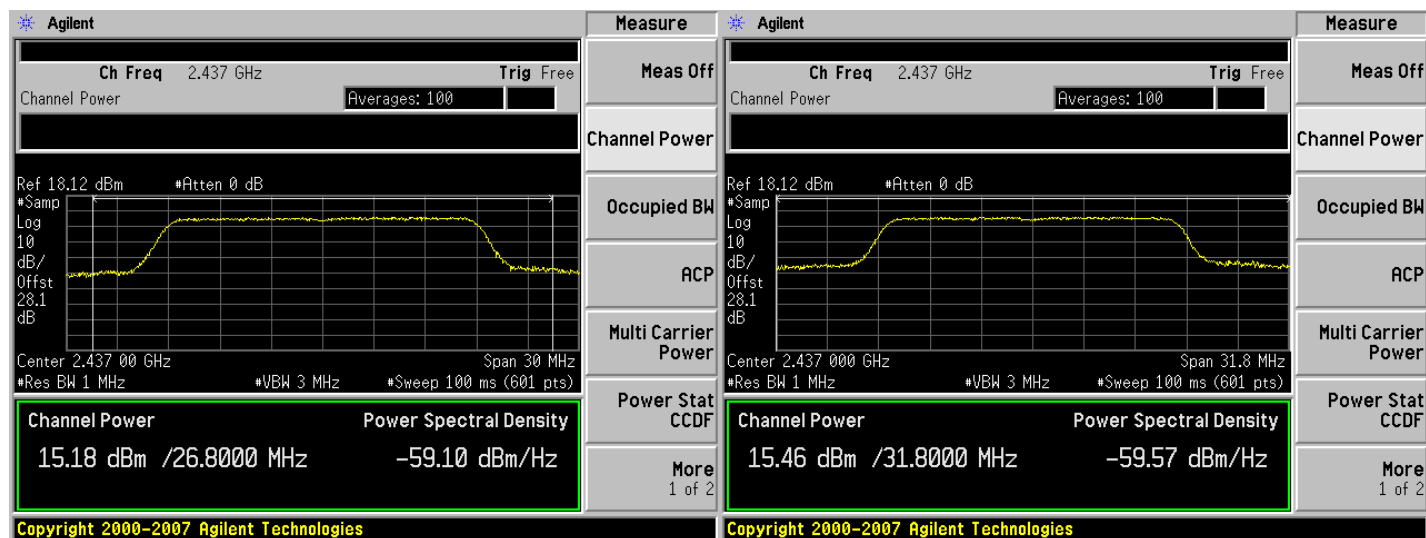 Agilent
Measure
Ch Freq 2.437 GHz Trig Free
Meas Off
Channel Power Averages: 100
Channel Power
Ref 18.12 dBm #Atten 0 dB
#Samp
Log
10
dB/
Offst
28.1
dB
Occupied BW
ACP
Multi Carrier
Power
Center 2.437 00 GHz Span 30 MHz
#Res BW 1 MHz #VBW 3 MHz #Sweep 100 ms (601 pts)
Power Stat
CCDF
Channel Power Power Spectral Density
15.18 dBm /26.8000 MHz -59.10 dBm/Hz
More
1 of 2
Copyright 2000-2007 Agilent Technologies
Agilent
Measure
Ch Freq 2.437 GHz Trig Free
Meas Off
Channel Power Averages: 100
Channel Power
Ref 18.12 dBm #Atten 0 dB
#Samp
Log
10
dB/
Offst
28.1
dB
Occupied BW
ACP
Multi Carrier
Power
Center 2.437 000 GHz Span 31.8 MHz
#Res BW 1 MHz #VBW 3 MHz #Sweep 100 ms (601 pts)
Power Stat
CCDF
Channel Power Power Spectral Density
15.46 dBm /31.8000 MHz -59.57 dBm/Hz
More
1 of 2
Copyright 2000-2007 Agilent Technologies